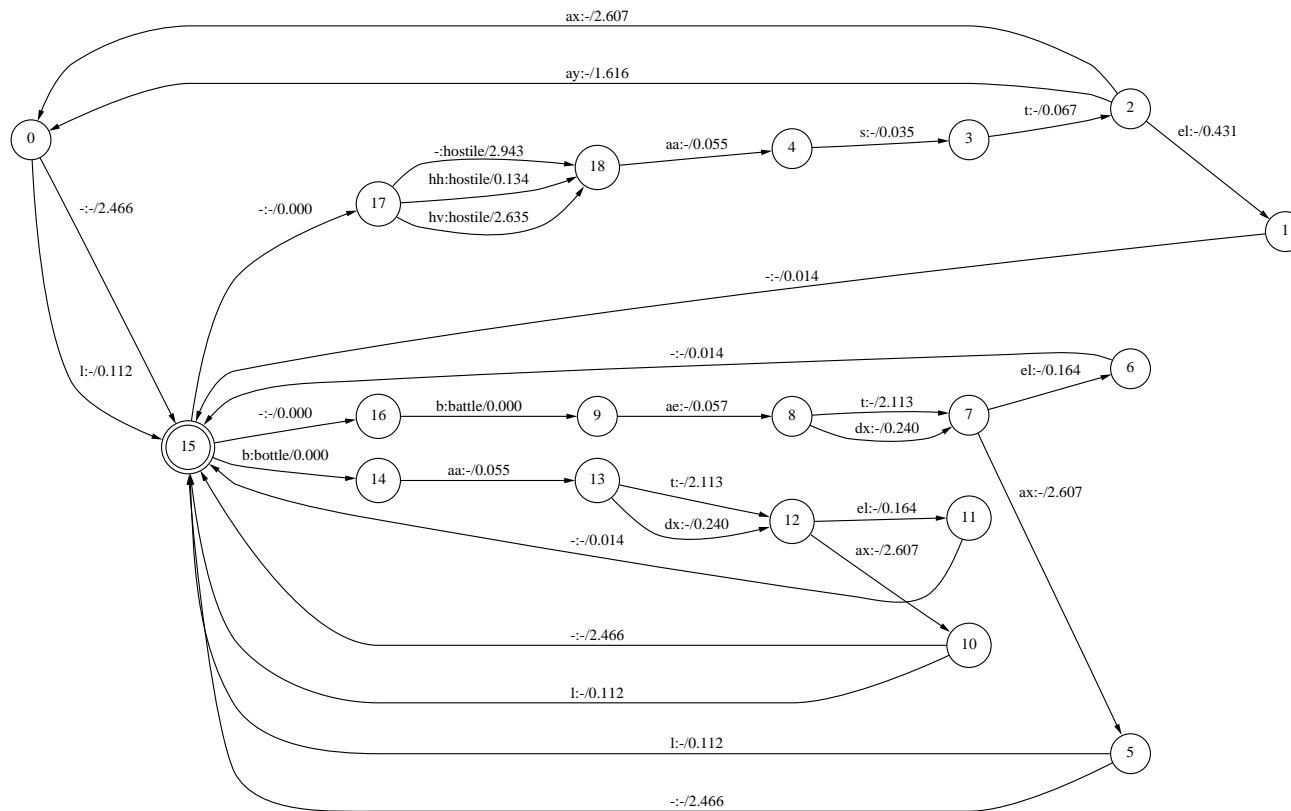 ax:-/2.607
ay:-/1.616
0
2
el:-/0.431
t:-/0.067
3
s:-/0.035
4
aa:-/0.055
18
-:hostile/2.943
hh:hostile/0.134
hv:hostile/2.635
17
-:-/0.000
-:-/2.466
1
-:-/0.014
l:-/0.112
-:-/0.014
6
el:-/0.164
15
-:-/0.000
16
b:battle/0.000
9
ae:-/0.057
8
t:-/2.113
dx:-/0.240
7
b:bottle/0.000
14
aa:-/0.055
13
t:-/2.113
dx:-/0.240
12
el:-/0.164
11
ax:-/2.607
-:-/0.014
ax:-/2.607
-:-/2.466
10
l:-/0.112
l:-/0.112
5
-:-/2.466